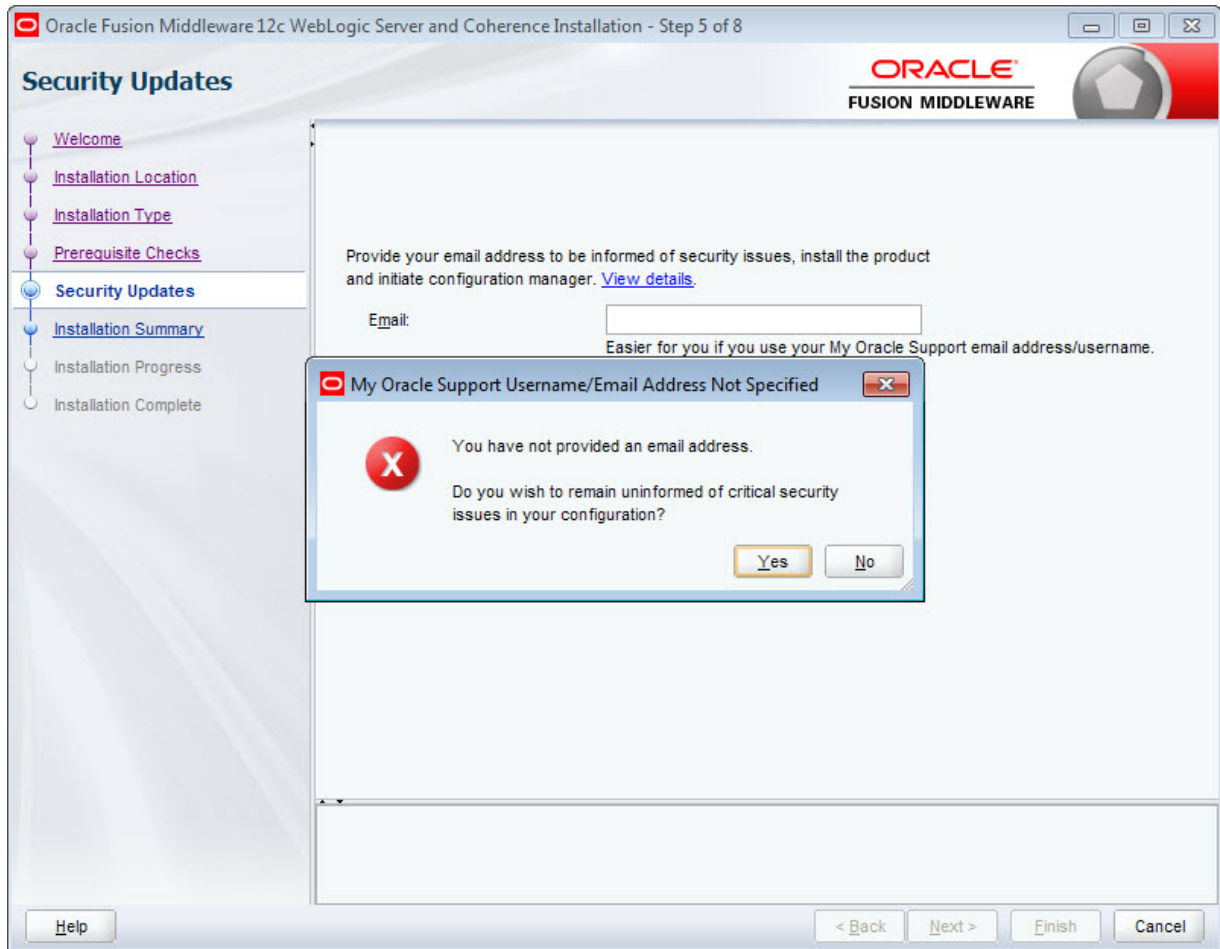 Oracle Fusion Middleware 12c WebLogic Server and Coherence Installation - Step 5 of 8
Security Updates
ORACLE®
FUSION MIDDLEWARE
Welcome
Installation Location
Installation Type
Prerequisite Checks
Security Updates
Installation Summary
Installation Progress
Installation Complete
Provide your email address to be informed of security issues, install the product
and initiate configuration manager. View details.
Email:
Easier for you if you use your My Oracle Support email address/username.
My Oracle Support Username/Email Address Not Specified
You have not provided an email address.
Do you wish to remain uninformed of critical security
issues in your configuration?
Yes
No
Help
< Back
Next >
Finish
Cancel